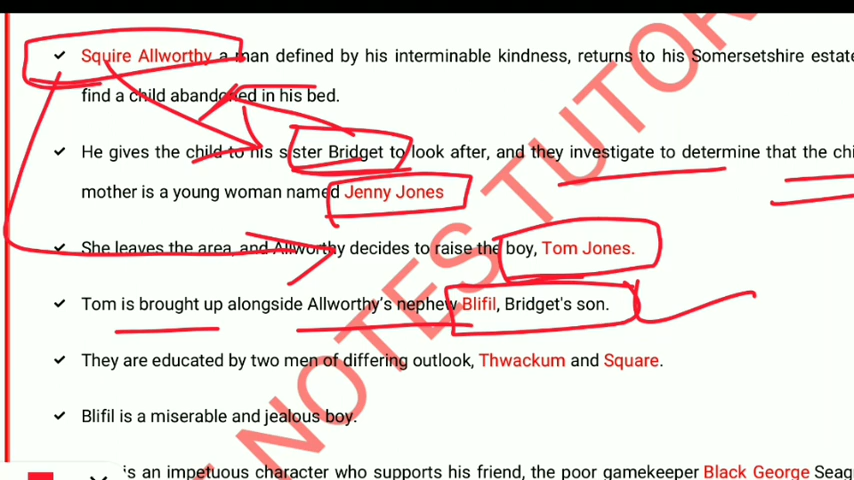 ✓ Squire Allworthy a man defined by his interminable kindness, returns to his Somersetshire estate
find a child abandoned in his bed.
✓ He gives the child to his sister Bridget to look after, and they investigate to determine that the chi
mother is a young woman named Jenny Jones
✓ She leaves the area, and Allworthy decides to raise the boy, Tom Jones.
✓ Tom is brought up alongside Allworthy's nephew Blifil, Bridget's son.
✓ They are educated by two men of differing outlook, Thwackum and Square.
✓ Blifil is a miserable and jealous boy.
is an impetuous character who supports his friend, the poor gamekeeper Black George Seag
NOTES TUTOR